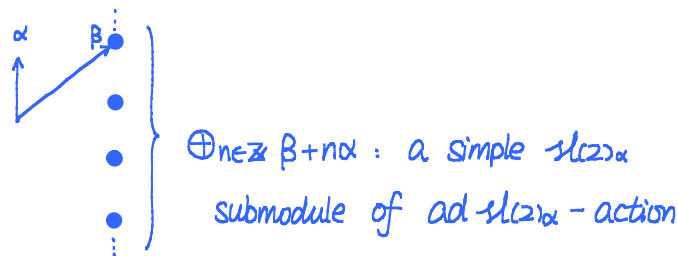 α β
⊕n∈ℤ β+nα : a simple sl(2)α
submodule of ad sl(2)α - action